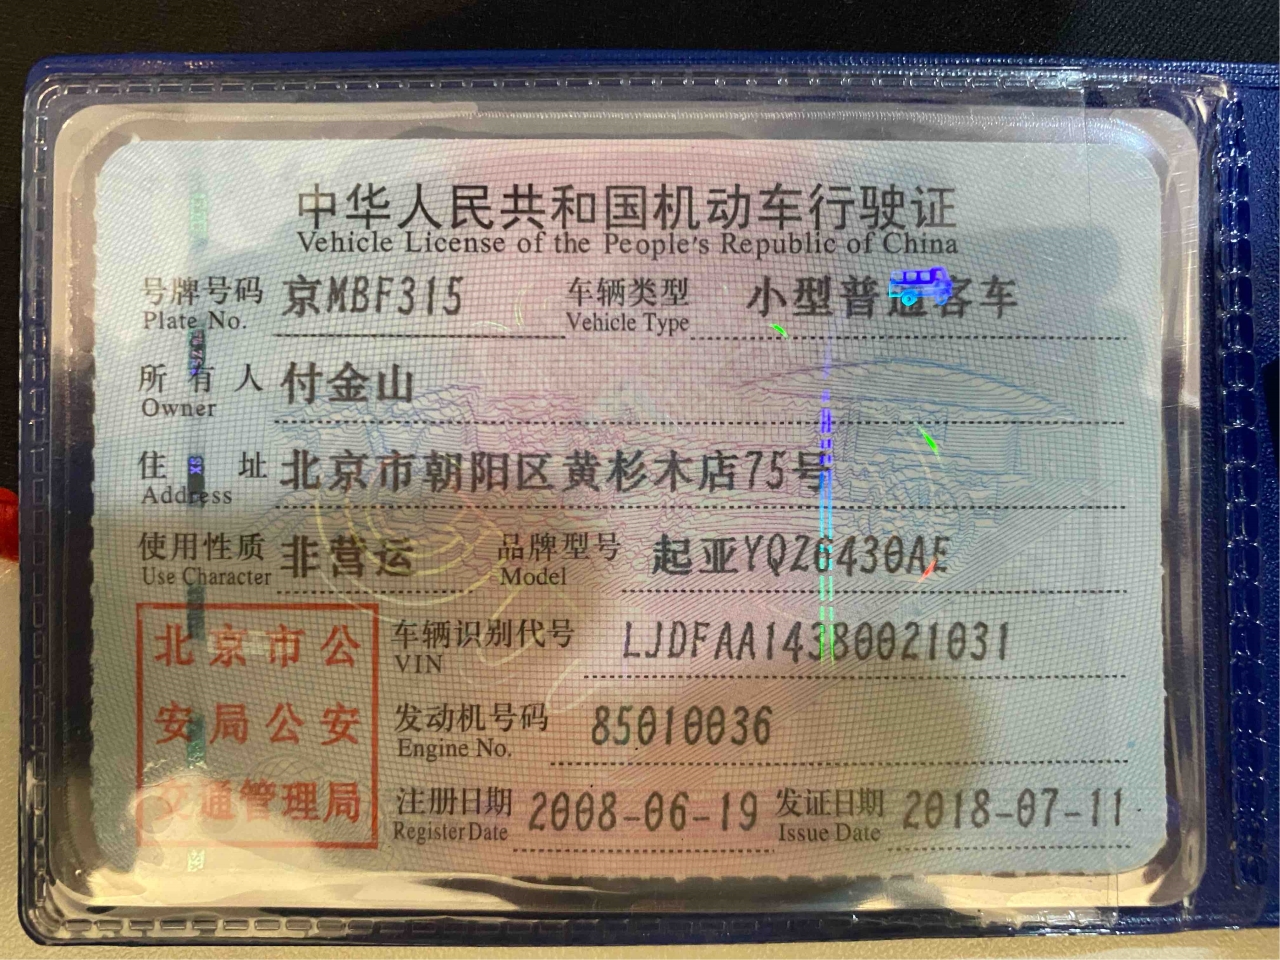 中华人民共和国机动车行驶证
Vehicle License of the People's Republic of China
号牌号码 京MBF315 车辆类型 小型普通客车
Plate No. Vehicle Type
所有人 付金山
Owner
住址 北京市朝阳区黄杉木店75号
Address
使用性质 非营运 品牌型号 起亚YQZ6430AE
Use Character Model
车辆识别代号 LJDFAA14380021031
VIN
发动机号码 85010036
Engine No.
注册日期 2008-06-19 发证日期 2018-07-11
Register Date Issue Date
北京市公
安局公安
交通管理局